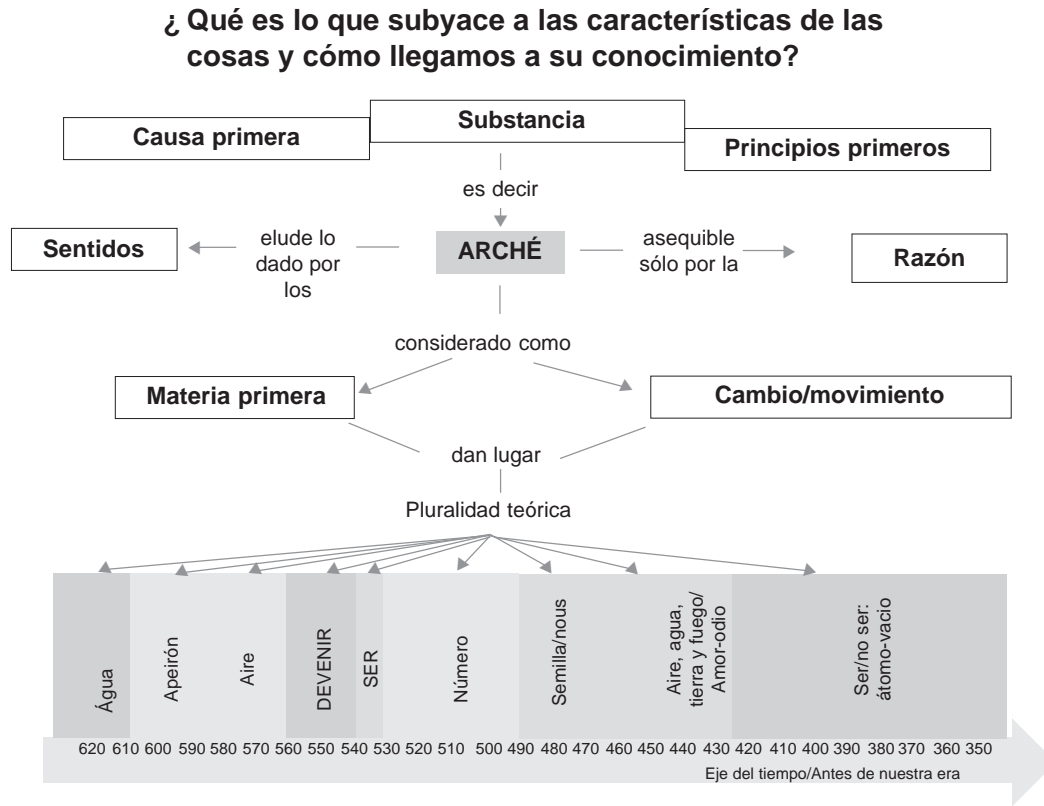 ¿ Qué es lo que subyace a las características de las
cosas y cómo llegamos a su conocimiento?
Causa primera
Substancia
Principios primeros
es decir
Sentidos
elude lo
dado por
los
ARCHÉ
asequible
sólo por la
Razón
considerado como
Materia primera
Cambio/movimiento
dan lugar
Pluralidad teórica
Água
Apeirón
Aire
DEVENIR
SER
Número
Semilla/nous
Aire, agua,
tierra y fuego/
Amor-odio
Ser/no ser:
átomo-vacio
620 610 600 590 580 570 560 550 540 530 520 510 500 490 480 470 460 450 440 430 420 410 400 390 380 370 360 350
Eje del tiempo/Antes de nuestra era